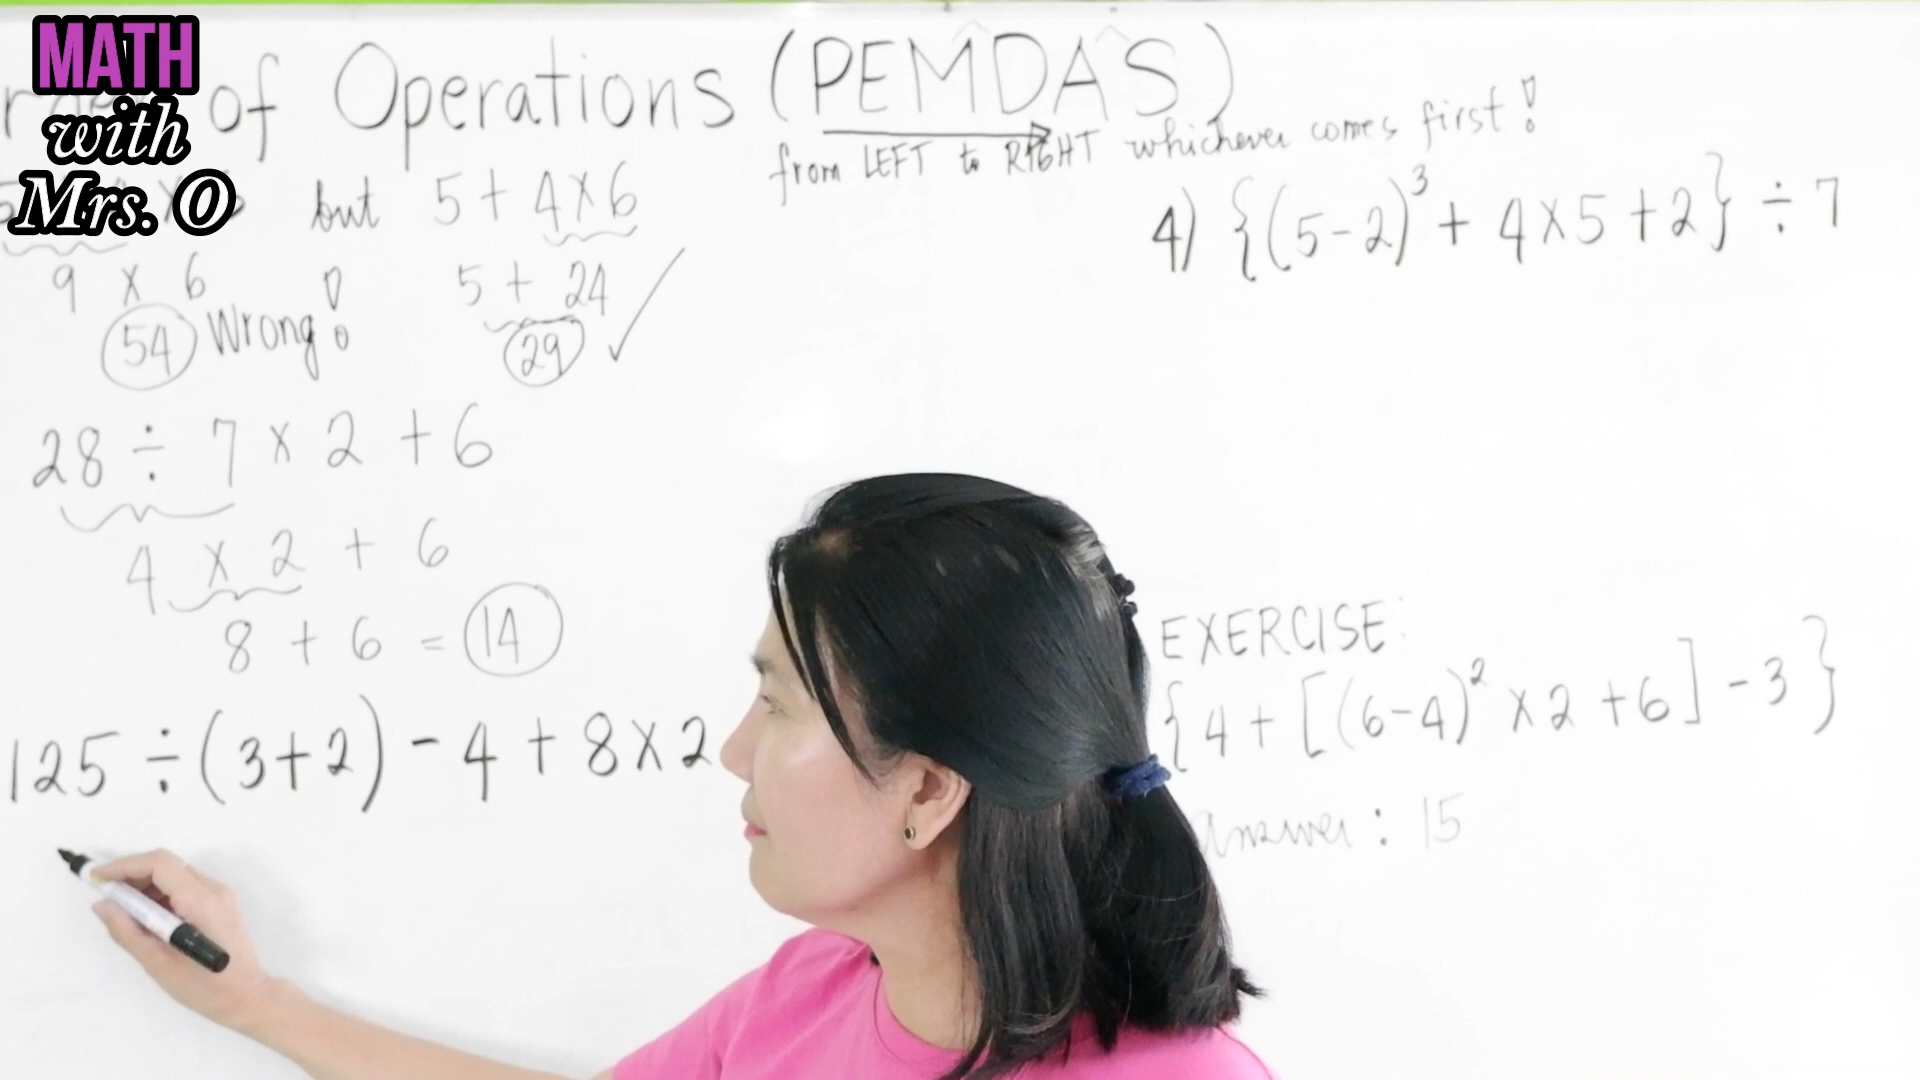 MATH
with
Mrs. O
of Operations (PEMDAS)
from LEFT to RIGHT whichever comes first!
but 5 + 4 x 6
9 x 6
5 + 24
54 Wrong!
29 ✓
28 ÷ 7 x 2 + 6
4 x 2 + 6
8 + 6 = 14
125 ÷ (3+2) - 4 + 8 x 2
4) {(5-2)³ + 4 x 5 + 2} ÷ 7
EXERCISE:
{4 + [(6-4)² x 2 + 6] - 3}
answer : 15